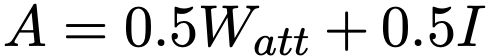 A = 0.5W_{att} + 0.5I